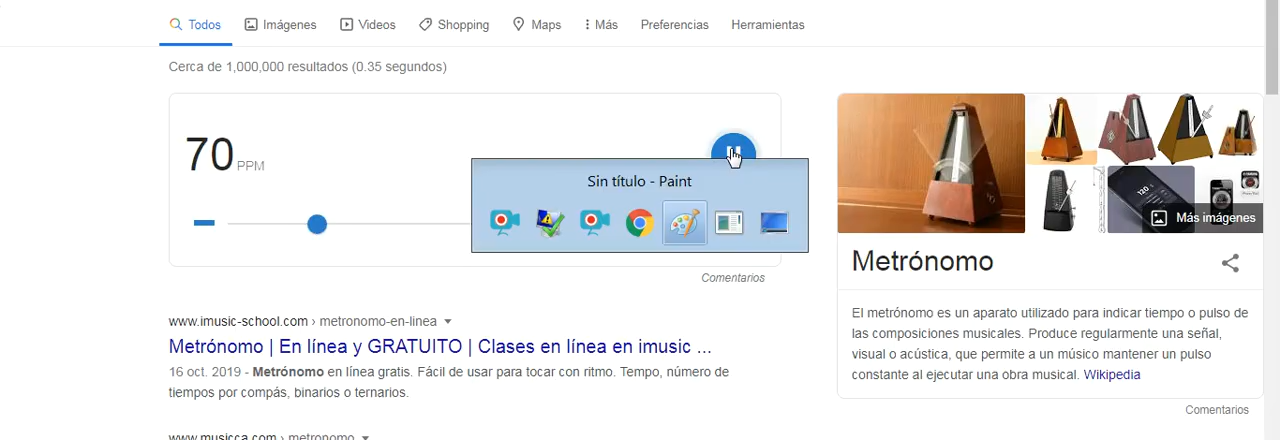 Todos Imágenes Videos Shopping Maps Más Preferencias Herramientas
Cerca de 1,000,000 resultados (0.35 segundos)
70 PPM
Sin título - Paint
Comentarios
www.imusic-school.com › metronomo-en-linea
Metrónomo | En línea y GRATUITO | Clases en línea en imusic ...
16 oct. 2019 - Metrónomo en línea gratis. Fácil de usar para tocar con ritmo. Tempo, número de
tiempos por compás, binarios o ternarios.
www.musicca.com › metronomo
120
Más imágenes
Metrónomo
El metrónomo es un aparato utilizado para indicar tiempo o pulso de
las composiciones musicales. Produce regularmente una señal,
visual o acústica, que permite a un músico mantener un pulso
constante al ejecutar una obra musical. Wikipedia
Comentarios